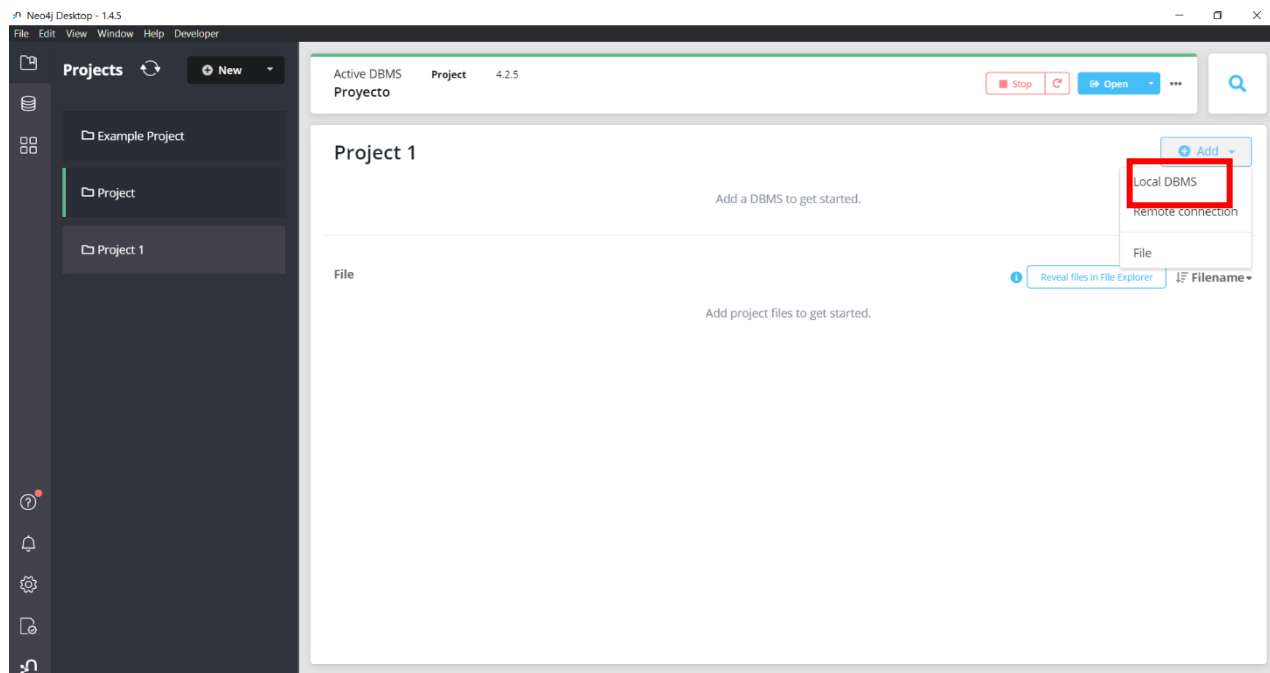 Neo4j Desktop - 1.4.5
File Edit View Window Help Developer
Projects
New
Example Project
Project
Project 1
Active DBMS Project 4.2.5
Proyecto
Stop
Open
Project 1
Add
Local DBMS
Remote connection
File
Add a DBMS to get started.
File
Reveal files in File Explorer
Filename
Add project files to get started.